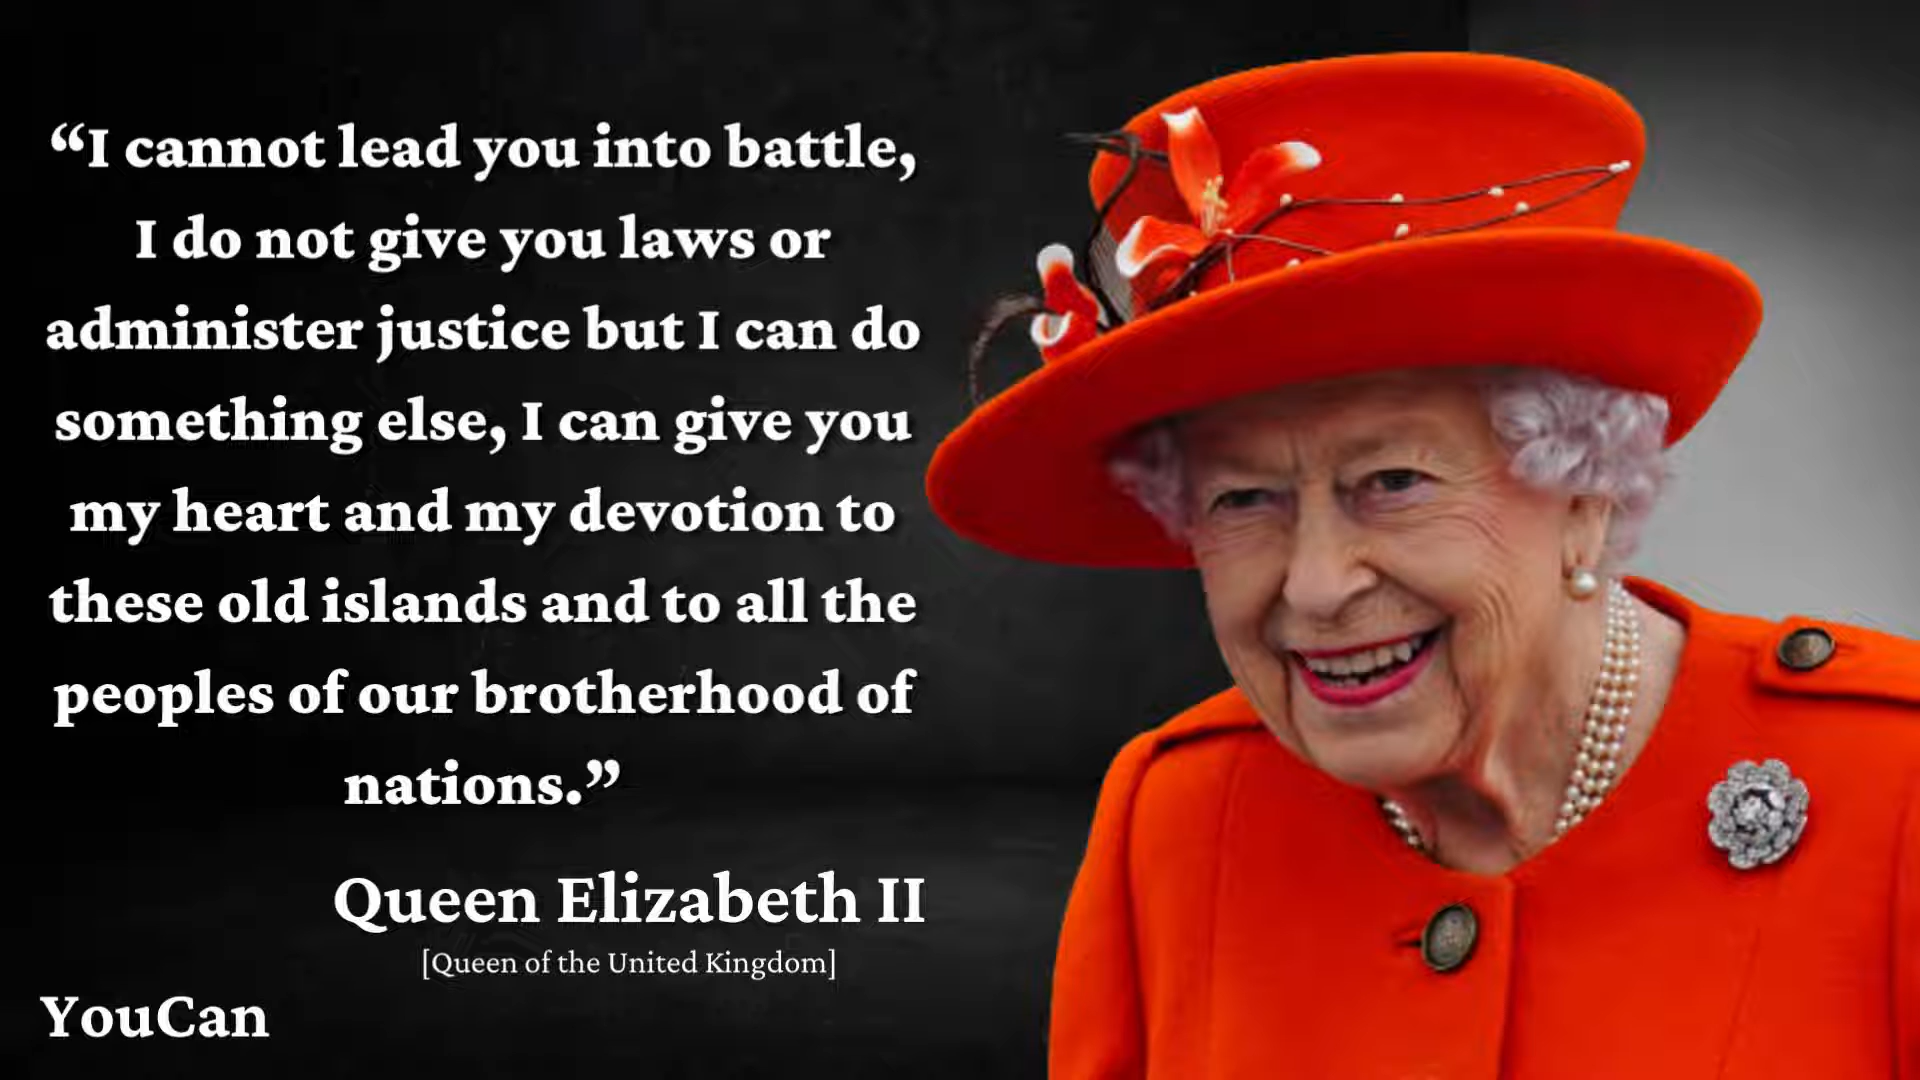 “I cannot lead you into battle,
I do not give you laws or
administer justice but I can do
something else, I can give you
my heart and my devotion to
these old islands and to all the
peoples of our brotherhood of
nations.”
Queen Elizabeth II
[Queen of the United Kingdom]
YouCan